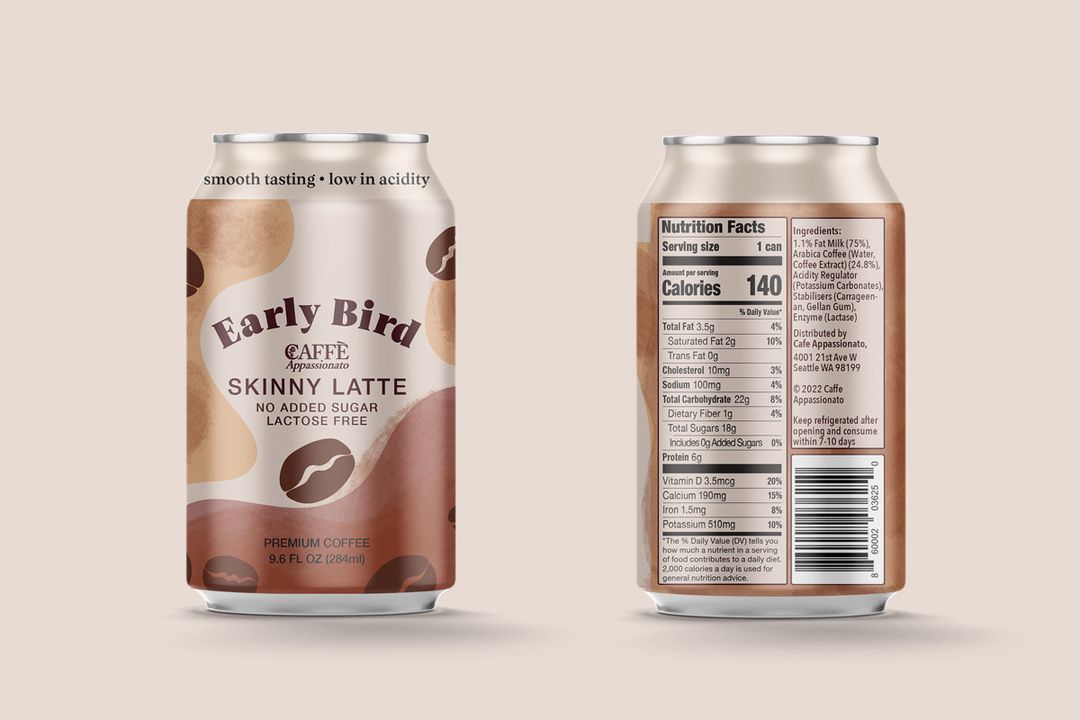 smooth tasting • low in acidity
Early Bird
CAFFÈ
Appassionato
SKINNY LATTE
NO ADDED SUGAR
LACTOSE FREE
PREMIUM COFFEE
9.6 FL OZ (284ml)
Nutrition Facts
Serving size 1 can
Amount per serving
Calories 140
% Daily Value*
Total Fat 3.5g 4%
Saturated Fat 2g 10%
Trans Fat 0g
Cholesterol 10mg 3%
Sodium 100mg 4%
Total Carbohydrate 22g 8%
Dietary Fiber 1g 4%
Total Sugars 18g
Includes 0g Added Sugars 0%
Protein 6g
Vitamin D 3.5mcg 20%
Calcium 190mg 15%
Iron 1.5mg 8%
Potassium 510mg 10%
*The % Daily Value (DV) tells you
how much a nutrient in a serving
of food contributes to a daily diet.
2,000 calories a day is used for
general nutrition advice.
Ingredients:
1.1% Fat Milk (75%),
Arabica Coffee (Water,
Coffee Extract) (24.8%),
Acidity Regulator
(Potassium Carbonates),
Stabilisers (Carrageen-
an, Gellan Gum),
Enzyme (Lactase)
Distributed by
Cafe Appassionato,
4001 21st Ave W
Seattle WA 98199
© 2022 Caffe
Appassionato
Keep refrigerated after
opening and consume
within 7-10 days
8 60002 03625 0